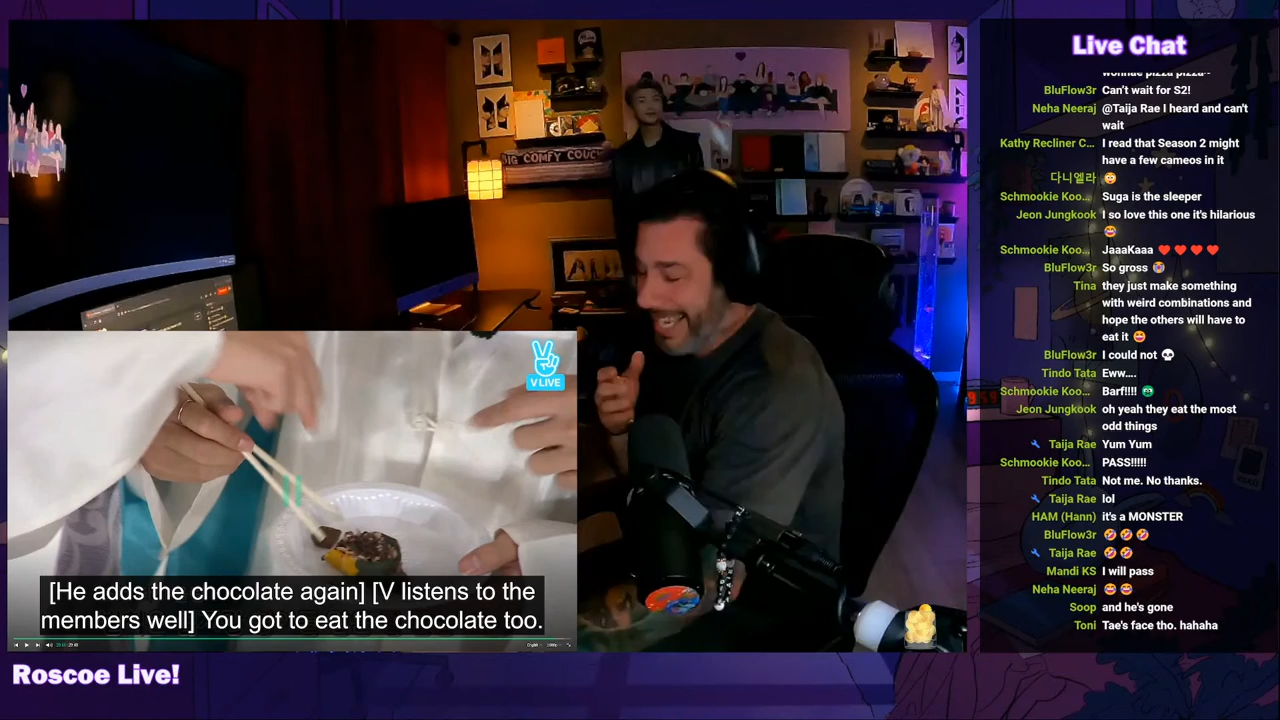 Live Chat
wonhae pizza pizza~
BluFlow3r Can't wait for S2!
Neha Neeraj @Taija Rae I heard and can't
wait
Kathy Recliner C... I read that Season 2 might
have a few cameos in it
다니엘라
Schmookie Koo... Suga is the sleeper
Jeon Jungkook I so love this one it's hilarious
Schmookie Koo... JaaaKaaa
BluFlow3r So gross
Tina they just make something
with weird combinations and
hope the others will have to
eat it
BluFlow3r I could not
Tindo Tata Eww....
Schmookie Koo... Barf!!!!
Jeon Jungkook oh yeah they eat the most
odd things
Taija Rae Yum Yum
Schmookie Koo... PASS!!!!!
Tindo Tata Not me. No thanks.
Taija Rae lol
HAM (Hann) it's a MONSTER
BluFlow3r
Taija Rae
Mandi KS I will pass
Neha Neeraj
Soop and he's gone
Toni Tae's face tho. hahaha
BIG COMFY COUCH
V LIVE
[He adds the chocolate again] [V listens to the
members well] You got to eat the chocolate too.
Roscoe Live!